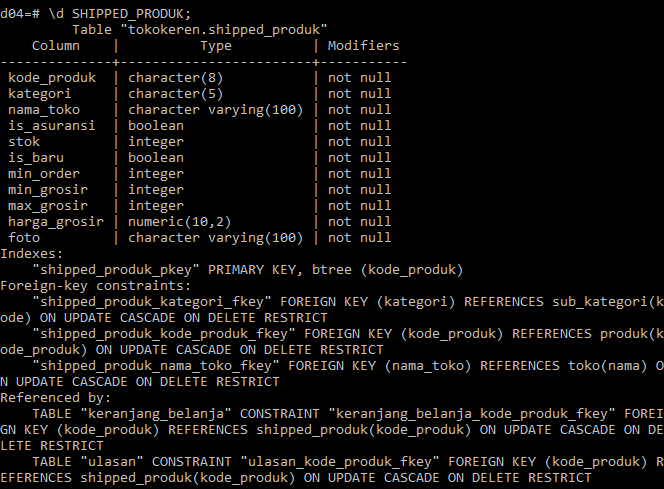 d04=# \d SHIPPED_PRODUK;
        Table "tokokeren.shipped_produk"
    Column    |          Type          | Modifiers
--------------+------------------------+-----------
 kode_produk  | character(8)           | not null
 kategori     | character(5)           | not null
 nama_toko    | character varying(100) | not null
 is_asuransi  | boolean                | not null
 stok         | integer                | not null
 is_baru      | boolean                | not null
 min_order    | integer                | not null
 min_grosir   | integer                | not null
 max_grosir   | integer                | not null
 harga_grosir | numeric(10,2)          | not null
 foto         | character varying(100) | not null
Indexes:
    "shipped_produk_pkey" PRIMARY KEY, btree (kode_produk)
Foreign-key constraints:
    "shipped_produk_kategori_fkey" FOREIGN KEY (kategori) REFERENCES sub_kategori(k
ode) ON UPDATE CASCADE ON DELETE RESTRICT
    "shipped_produk_kode_produk_fkey" FOREIGN KEY (kode_produk) REFERENCES produk(k
ode_produk) ON UPDATE CASCADE ON DELETE RESTRICT
    "shipped_produk_nama_toko_fkey" FOREIGN KEY (nama_toko) REFERENCES toko(nama) O
N UPDATE CASCADE ON DELETE RESTRICT
Referenced by:
    TABLE "keranjang_belanja" CONSTRAINT "keranjang_belanja_kode_produk_fkey" FOREI
GN KEY (kode_produk) REFERENCES shipped_produk(kode_produk) ON UPDATE CASCADE ON DE
LETE RESTRICT
    TABLE "ulasan" CONSTRAINT "ulasan_kode_produk_fkey" FOREIGN KEY (kode_produk) R
EFERENCES shipped_produk(kode_produk) ON UPDATE CASCADE ON DELETE RESTRICT